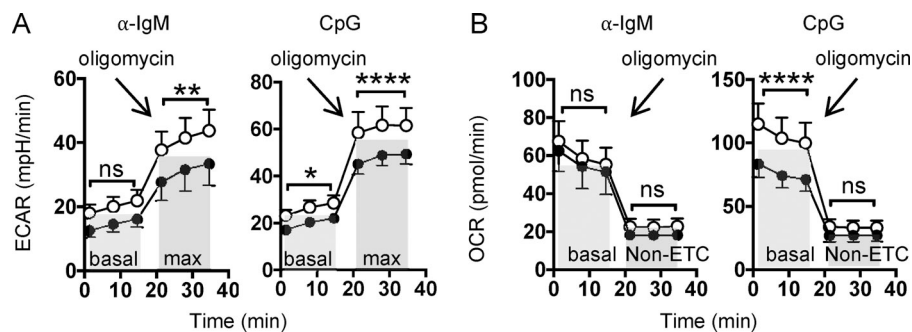 A
α-IgM
CpG
oligomycin
oligomycin
ECAR (mpH/min)
60
40
20
0
**
ns
basal
max
0 10 20 30 40
80
60
40
20
0
****
*
basal
max
0 10 20 30 40
Time (min)
B
α-IgM
CpG
oligomycin
oligomycin
OCR (pmol/min)
100
80
60
40
20
0
ns
ns
basal
Non-ETC
0 10 20 30 40
150
100
50
0
****
ns
basal
Non-ETC
0 10 20 30 40
Time (min)